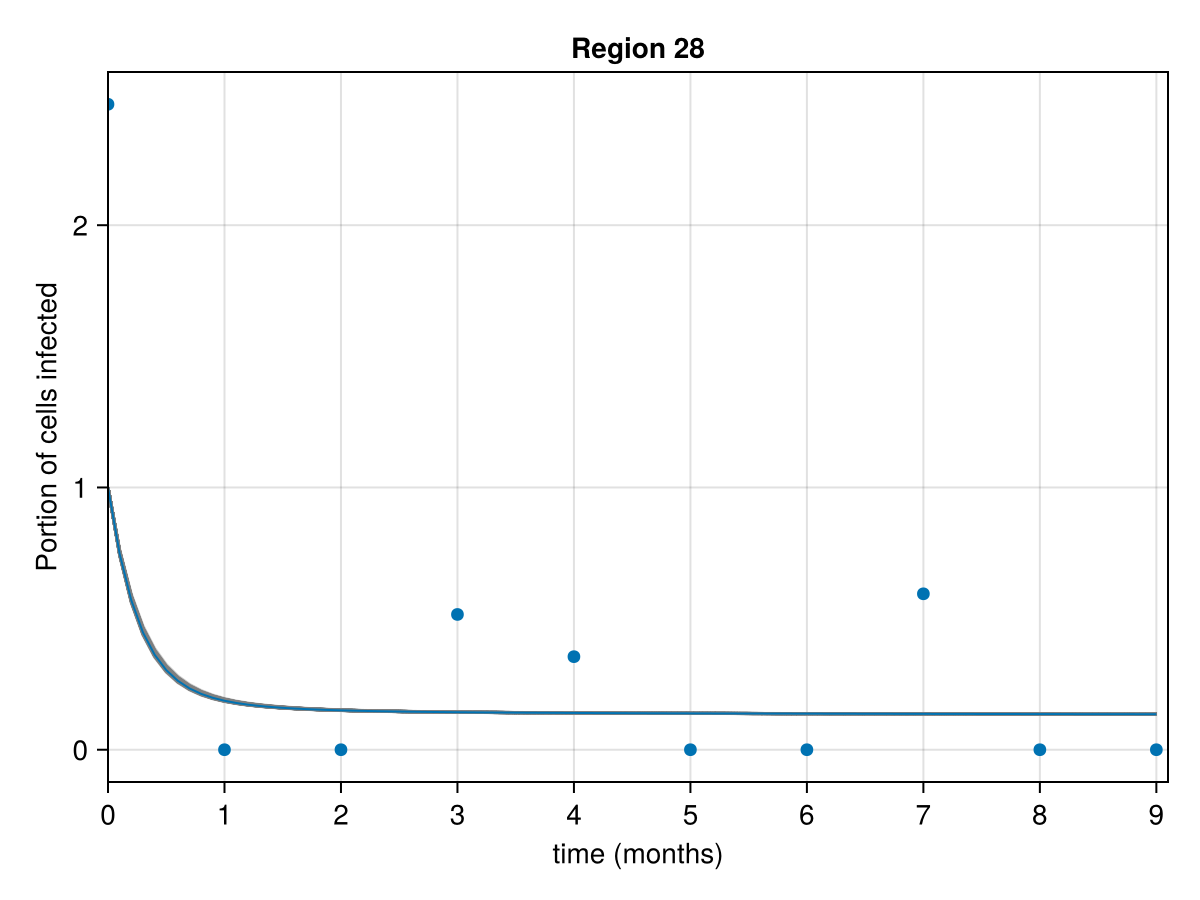 Region 28
Portion of cells infected
2
1
0
0 1 2 3 4 5 6 7 8 9
time (months)